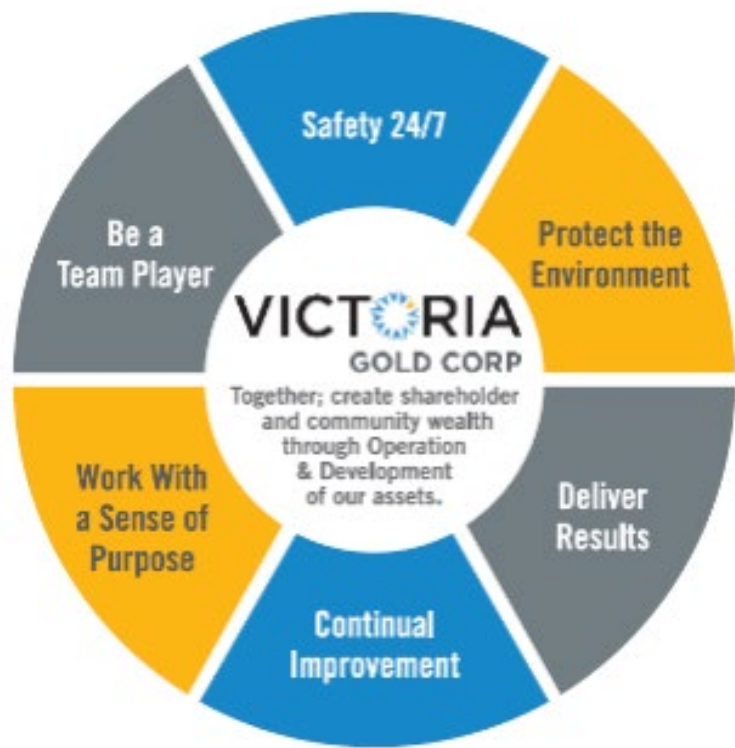 Safety 24/7
Protect the
Environment
Deliver
Results
Continual
Improvement
Work With
a Sense of
Purpose
Be a
Team Player
VICTORIA
GOLD CORP
Together; create shareholder
and community wealth
through Operation
& Development
of our assets.